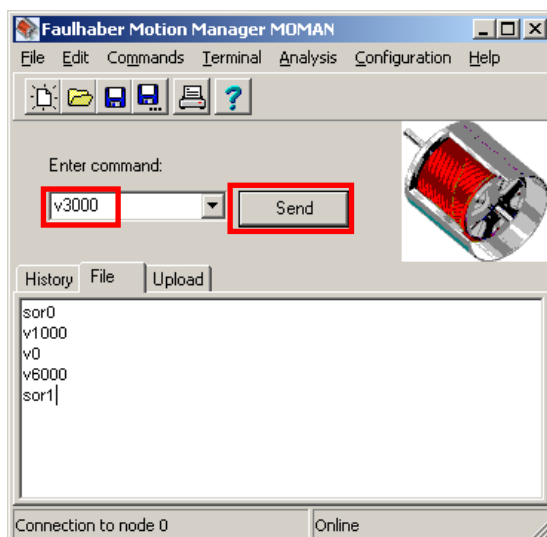 Faulhaber Motion Manager MOMAN
File Edit Commands Terminal Analysis Configuration Help
Enter command:
v3000 Send
History File Upload
sor0
v1000
v0
v6000
sor1
Connection to node 0 Online